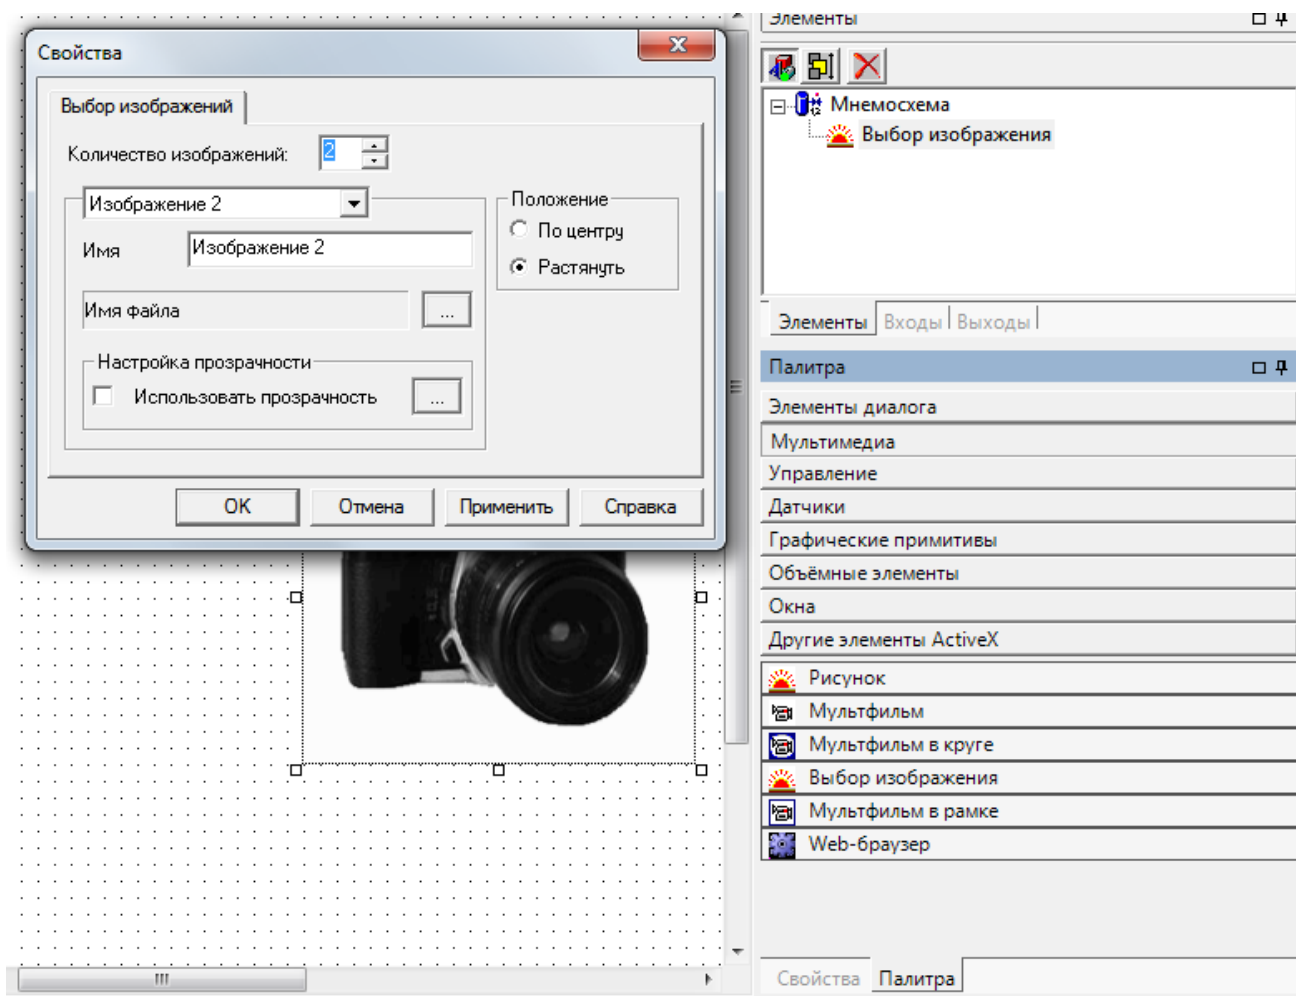 Свойства
Выбор изображений
Количество изображений:
2
Изображение 2
Имя
Изображение 2
Имя файла
...
Настройка прозрачности
Использовать прозрачность
...
Положение
По центру
Растянуть
OK
Отмена
Применить
Справка
Элементы
Мнемосхема
Выбор изображения
Элементы
Входы
Выходы
Палитра
Элементы диалога
Мультимедиа
Управление
Датчики
Графические примитивы
Объёмные элементы
Окна
Другие элементы ActiveX
Рисунок
Мультфильм
Мультфильм в круге
Выбор изображения
Мультфильм в рамке
Web-браузер
Свойства
Палитра